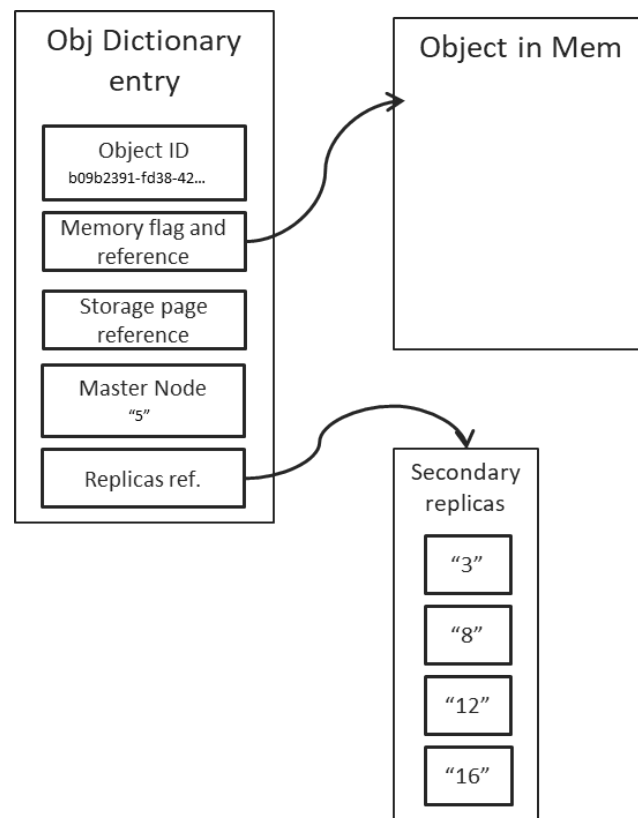 Obj Dictionary
entry
Object ID
b09b2391-fd38-42...
Memory flag and
reference
Storage page
reference
Master Node
“5”
Replicas ref.
Object in Mem
Secondary
replicas
“3”
“8”
“12”
“16”